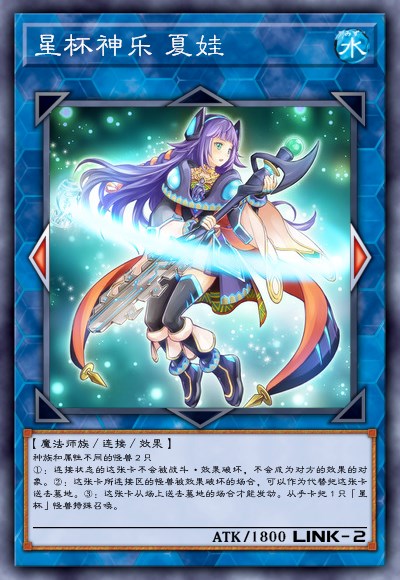 星杯神乐 夏娃
水
【魔法师族／连接／效果】
种族和属性不同的怪兽２只
①：连接状态的这张卡不会被战斗·效果破坏，不会成为对方的效果的对
象。②：这张卡所连接区的怪兽被效果破坏的场合，可以作为代替把这张卡
送去墓地。③：这张卡从场上送去墓地的场合才能发动。从手卡把１只「星
杯」怪兽特殊召唤。
ATK/1800 LINK-2